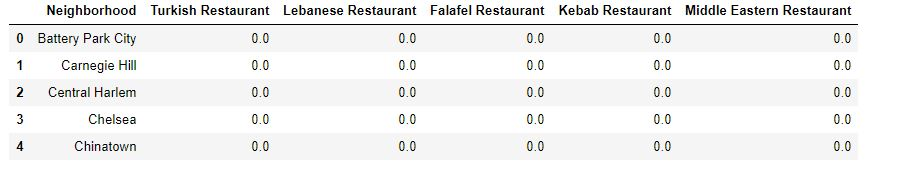 Neighborhood Turkish Restaurant Lebanese Restaurant Falafel Restaurant Kebab Restaurant Middle Eastern Restaurant
0 Battery Park City 0.0 0.0 0.0 0.0 0.0
1 Carnegie Hill 0.0 0.0 0.0 0.0 0.0
2 Central Harlem 0.0 0.0 0.0 0.0 0.0
3 Chelsea 0.0 0.0 0.0 0.0 0.0
4 Chinatown 0.0 0.0 0.0 0.0 0.0